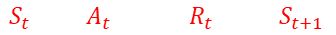 S_t A_t R_t S_{t+1}